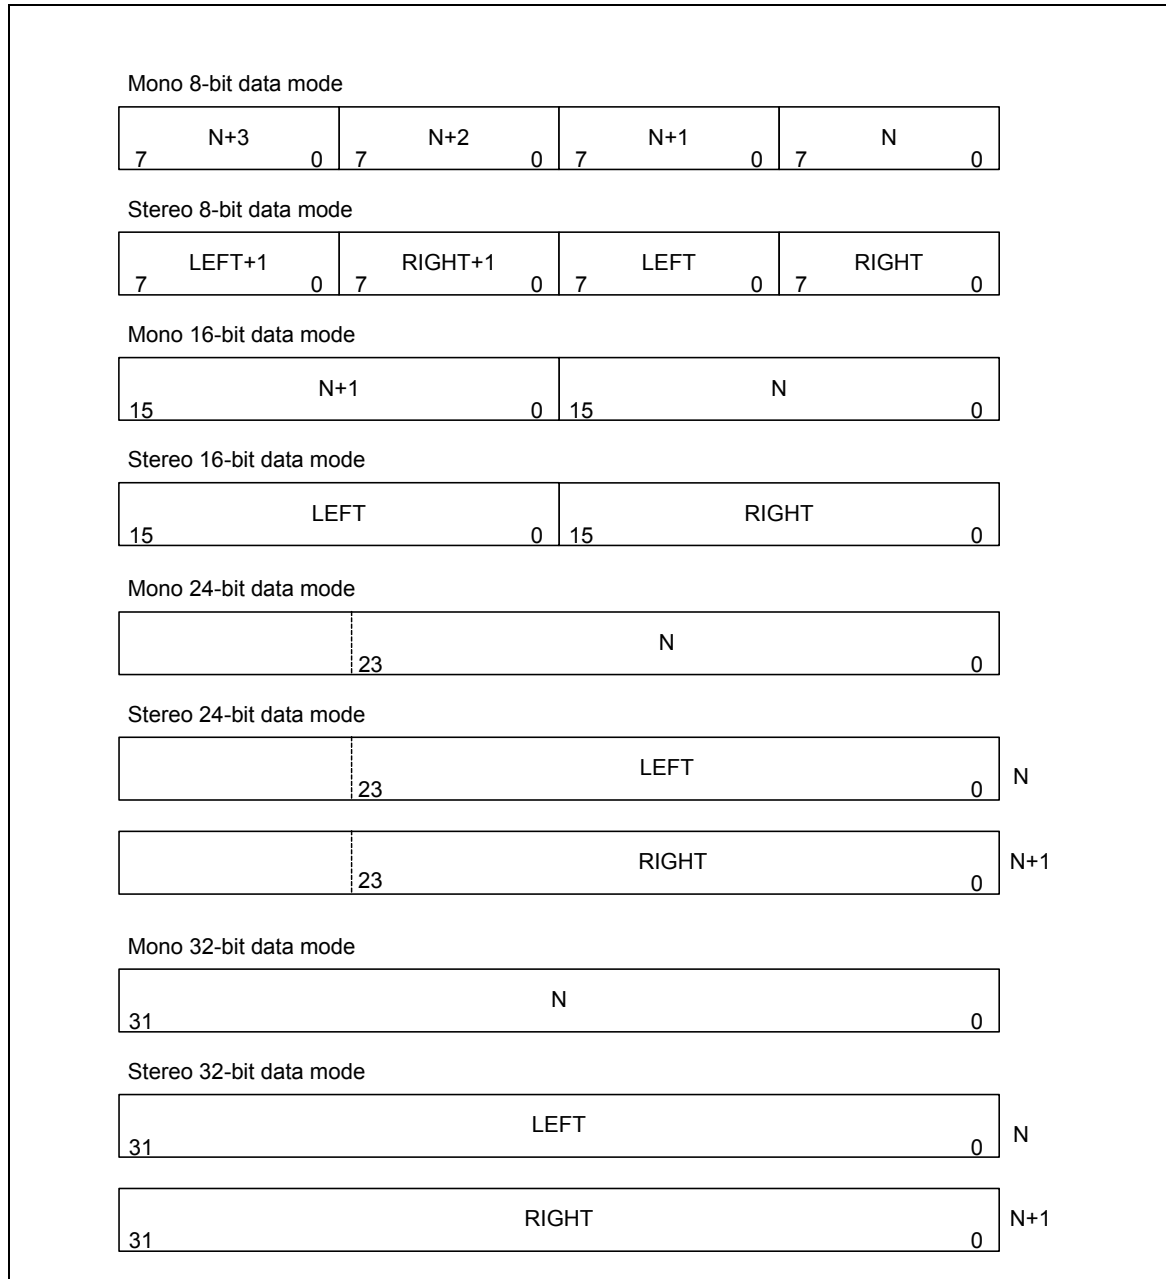 Mono 8-bit data mode
N+3 N+2 N+1 N
7 0 7 0 7 0 7 0
Stereo 8-bit data mode
LEFT+1 RIGHT+1 LEFT RIGHT
7 0 7 0 7 0 7 0
Mono 16-bit data mode
N+1 N
15 0 15 0
Stereo 16-bit data mode
LEFT RIGHT
15 0 15 0
Mono 24-bit data mode
N
23 0
Stereo 24-bit data mode
LEFT N
23 0
RIGHT N+1
23 0
Mono 32-bit data mode
N
31 0
Stereo 32-bit data mode
LEFT N
31 0
RIGHT N+1
31 0